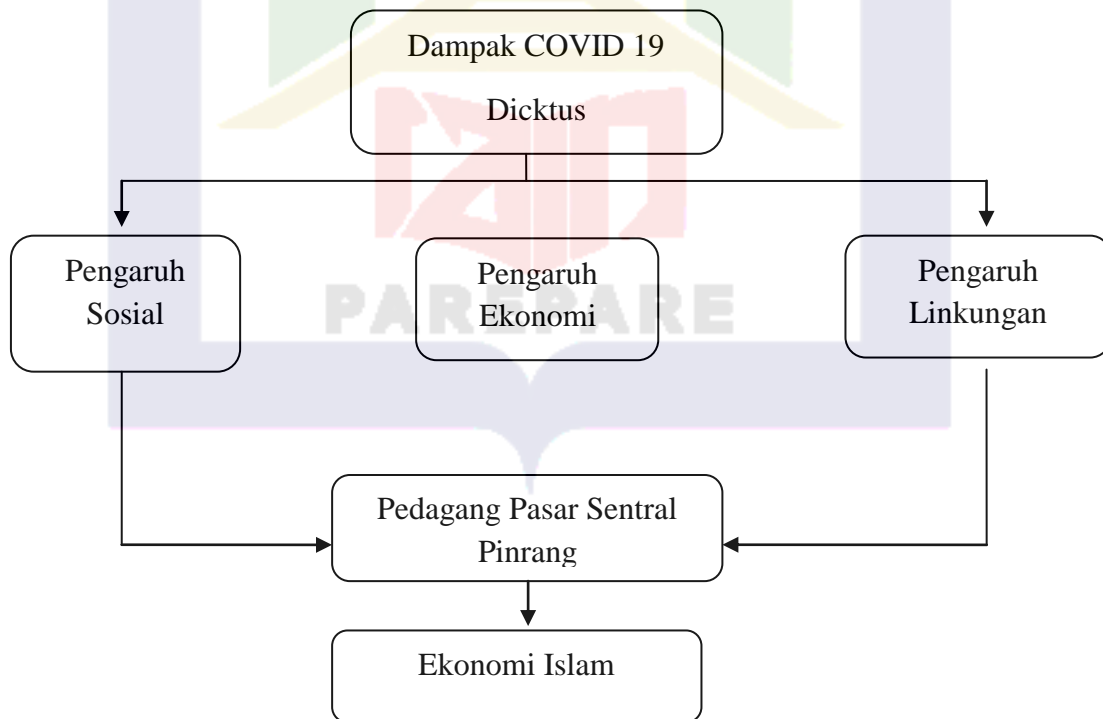 Dampak COVID 19
Dicktus
Pengaruh
Sosial
Pengaruh
Ekonomi
Pengaruh
Linkungan
PAREPARE
Pedagang Pasar Sentral
Pinrang
Ekonomi Islam